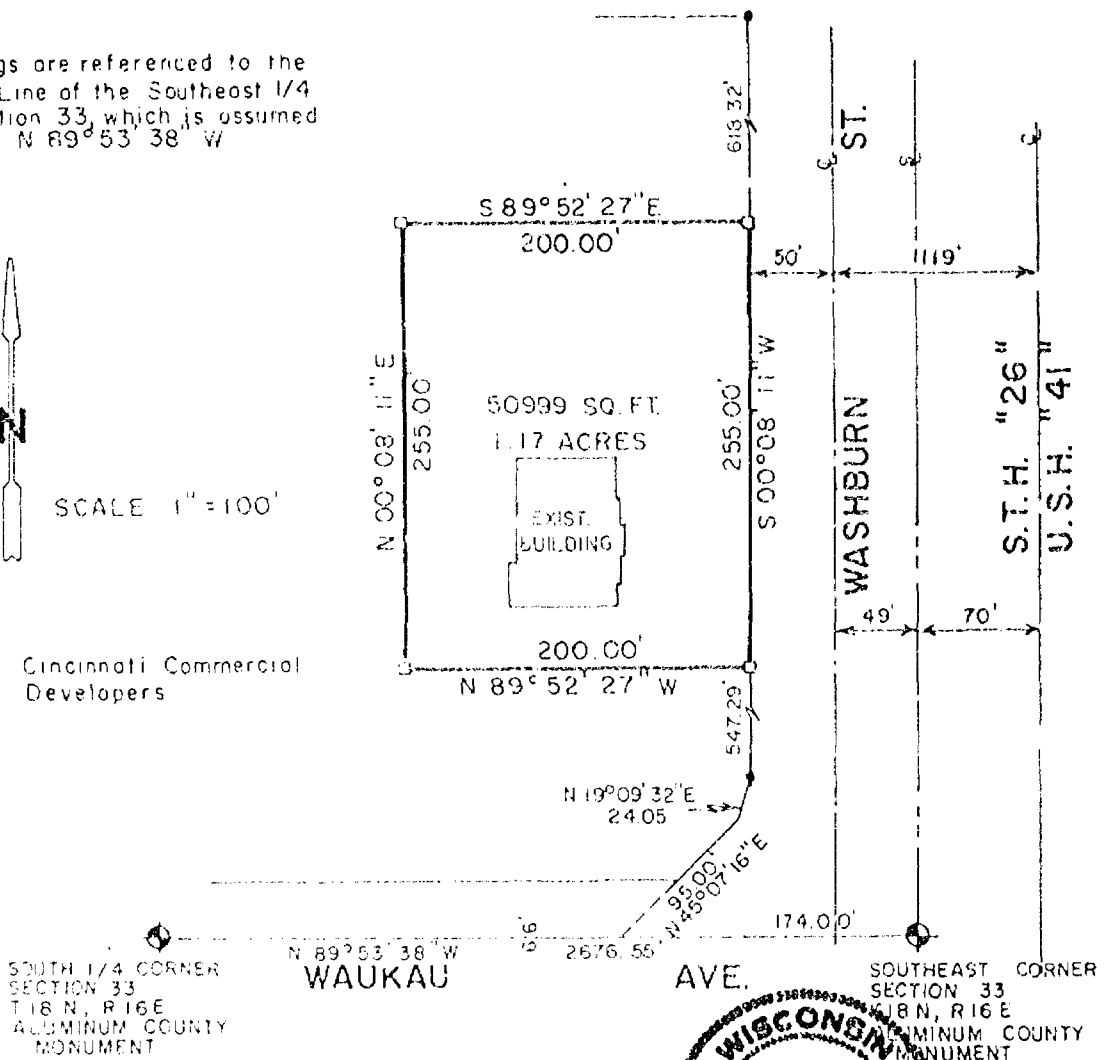 gs are referenced to the
Line of the Southeast 1/4
tion 33, which is assumed
N 89° 53' 38" W
618.32'
ST.
S 89° 52' 27" E
200.00'
50'
119'
N
N 00° 08' 11" E
255.00'
50999 SQ. FT.
1.17 ACRES
255.00'
S 00° 08' 11" W
WASHBURN
S.T.H. "26"
U.S.H. "41"
SCALE 1" = 100'
EXIST.
BUILDING
49'
70'
Cincinnati Commercial
Developers
200.00'
N 89° 52' 27" W
547.29'
N 19° 09' 32" E
24.05
95.00'
N 45° 07' 16" E
174.00'
N 89° 53' 38" W
66'
2676.55'
WAUKAU AVE.
SOUTH 1/4 CORNER
SECTION 33
T 18 N, R 16 E
ALUMINUM COUNTY
MONUMENT
SOUTHEAST CORNER
SECTION 33
18 N, R 16 E
ALUMINUM COUNTY
MONUMENT
WISCONSIN